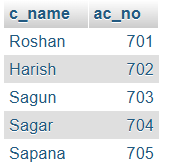 c_name ac_no
Roshan 701
Harish 702
Sagun 703
Sagar 704
Sapana 705